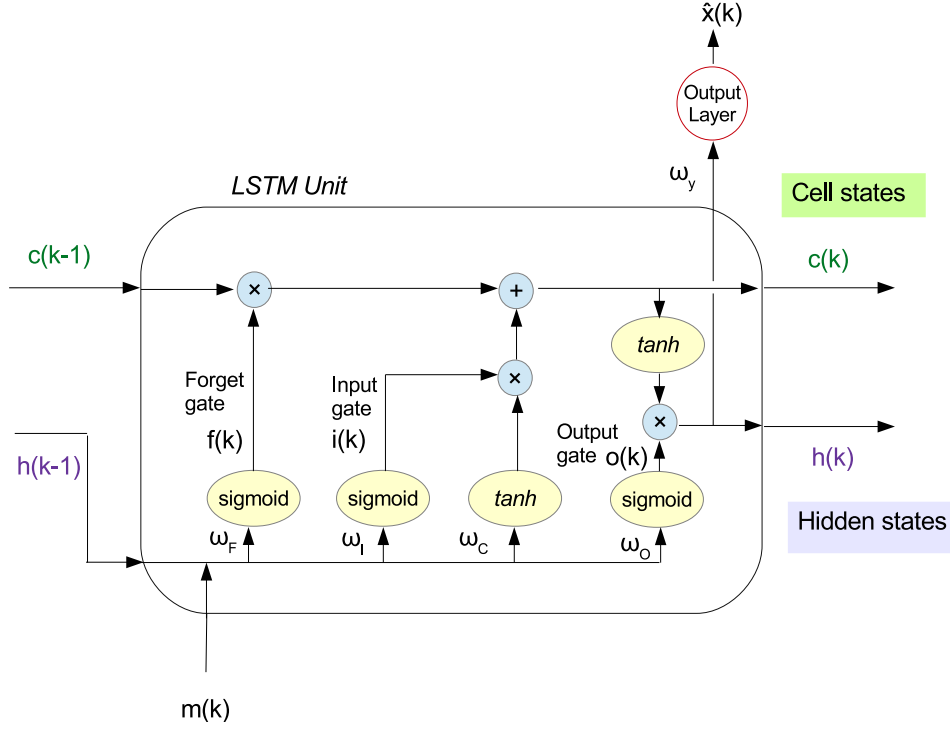 x̂(k)
Output
Layer
ω_y
LSTM Unit
Cell states
c(k-1)
c(k)
×
+
tanh
Forget
gate
f(k)
Input
gate
i(k)
×
×
Output
gate o(k)
h(k-1)
h(k)
sigmoid
sigmoid
tanh
sigmoid
Hidden states
ω_F
ω_I
ω_C
ω_O
m(k)